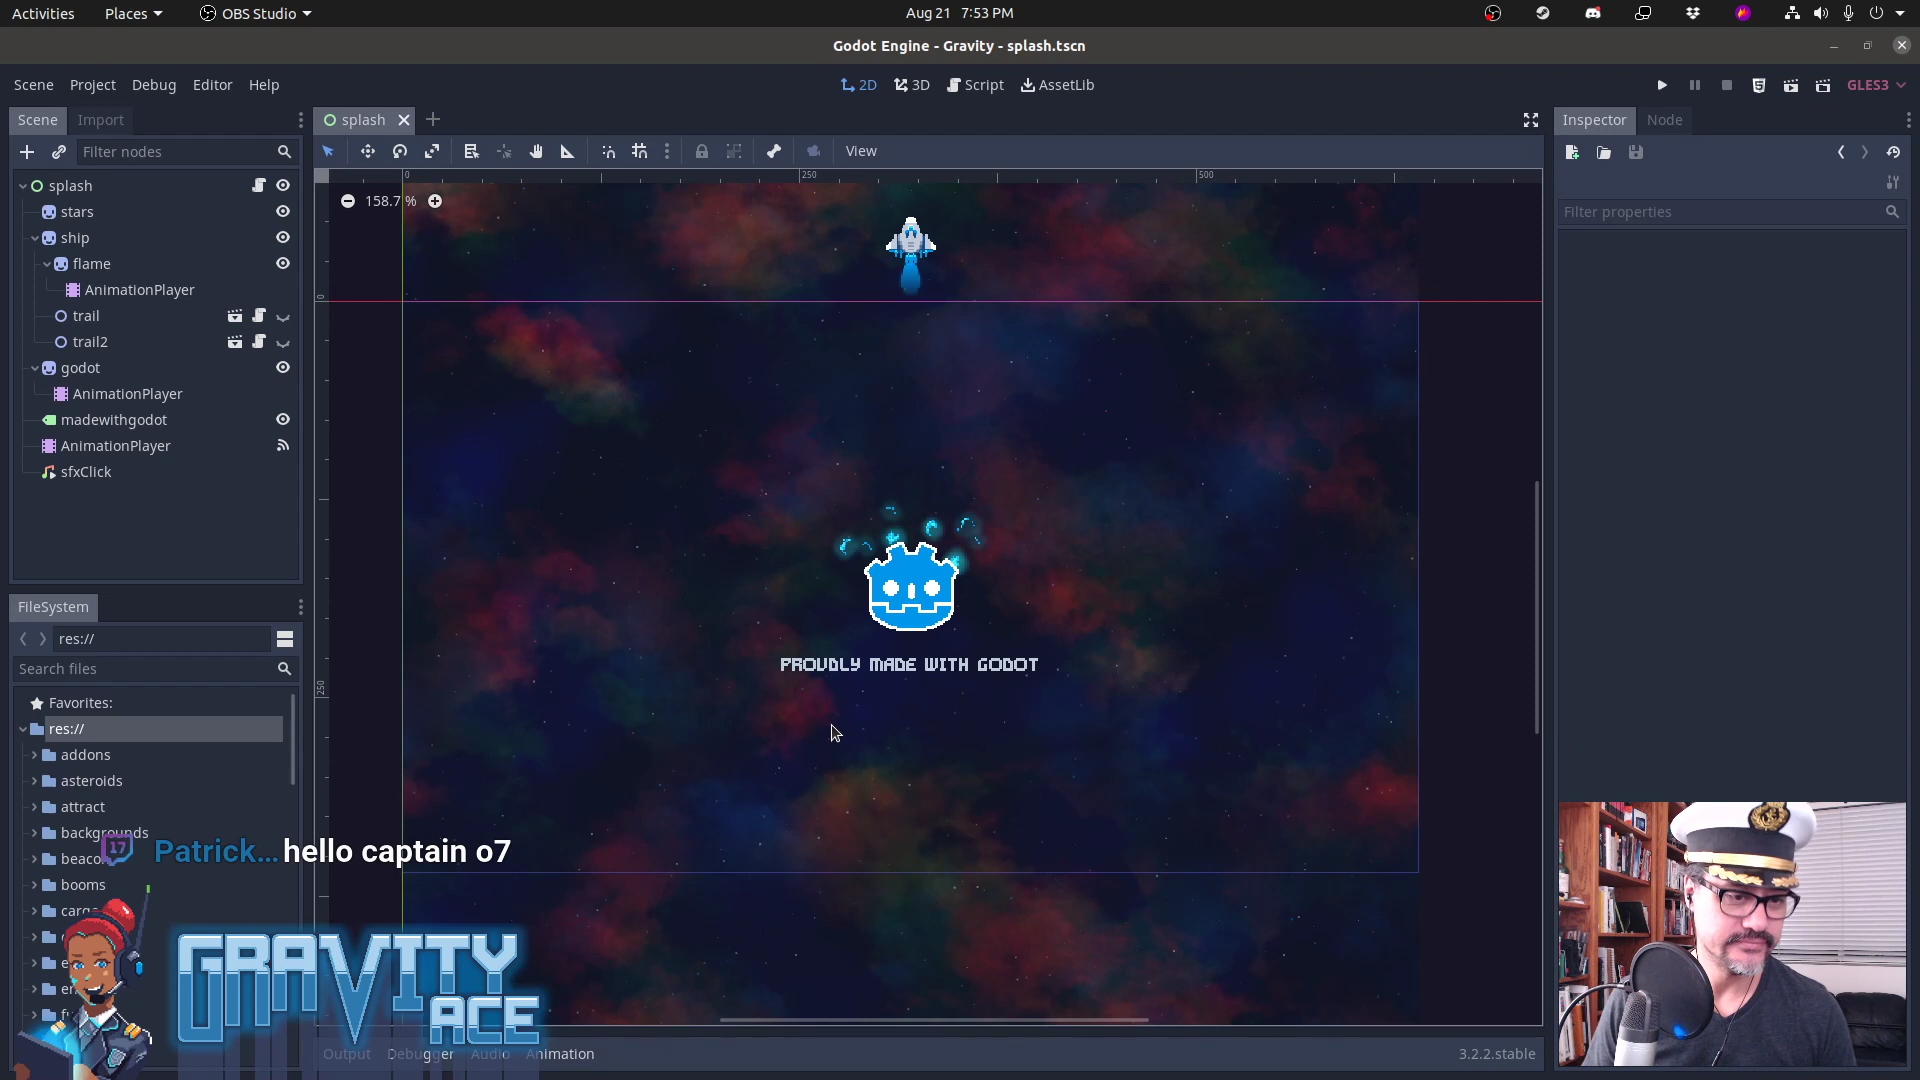 Activities Places OBS Studio Aug 21 7:53 PM
Godot Engine - Gravity - splash.tscn
Scene Project Debug Editor Help 2D 3D Script AssetLib GLES3
Scene Import splash Inspector Node
Filter nodes View
0 250 500
splash
158.7 %
stars
Filter properties
ship
flame
AnimationPlayer
0
trail
trail2
godot
AnimationPlayer
madewithgodot
AnimationPlayer
sfxClick
FileSystem
res://
PROUDLY MADE WITH GODOT
Search files
250
Favorites:
res://
addons
asteroids
attract
backgrounds
17 Patrick... hello captain o7
booms
GRAVITY
ACE
Output Debugger Audio Animation 3.2.2.stable